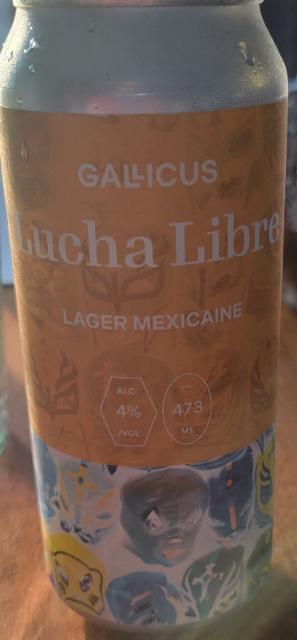 GALLICUS
Lucha Libre
LAGER MEXICAINE
ALC.
4%
/VOL
473
ML